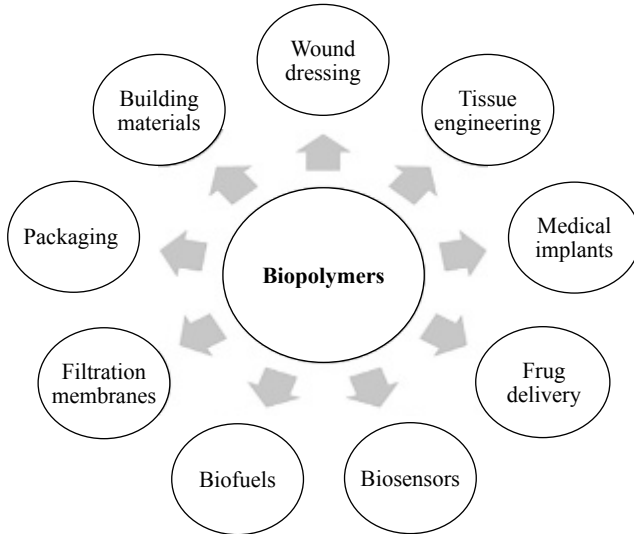 Wound
dressing
Tissue
engineering
Medical
implants
Frug
delivery
Biosensors
Biofuels
Filtration
membranes
Packaging
Building
materials
Biopolymers